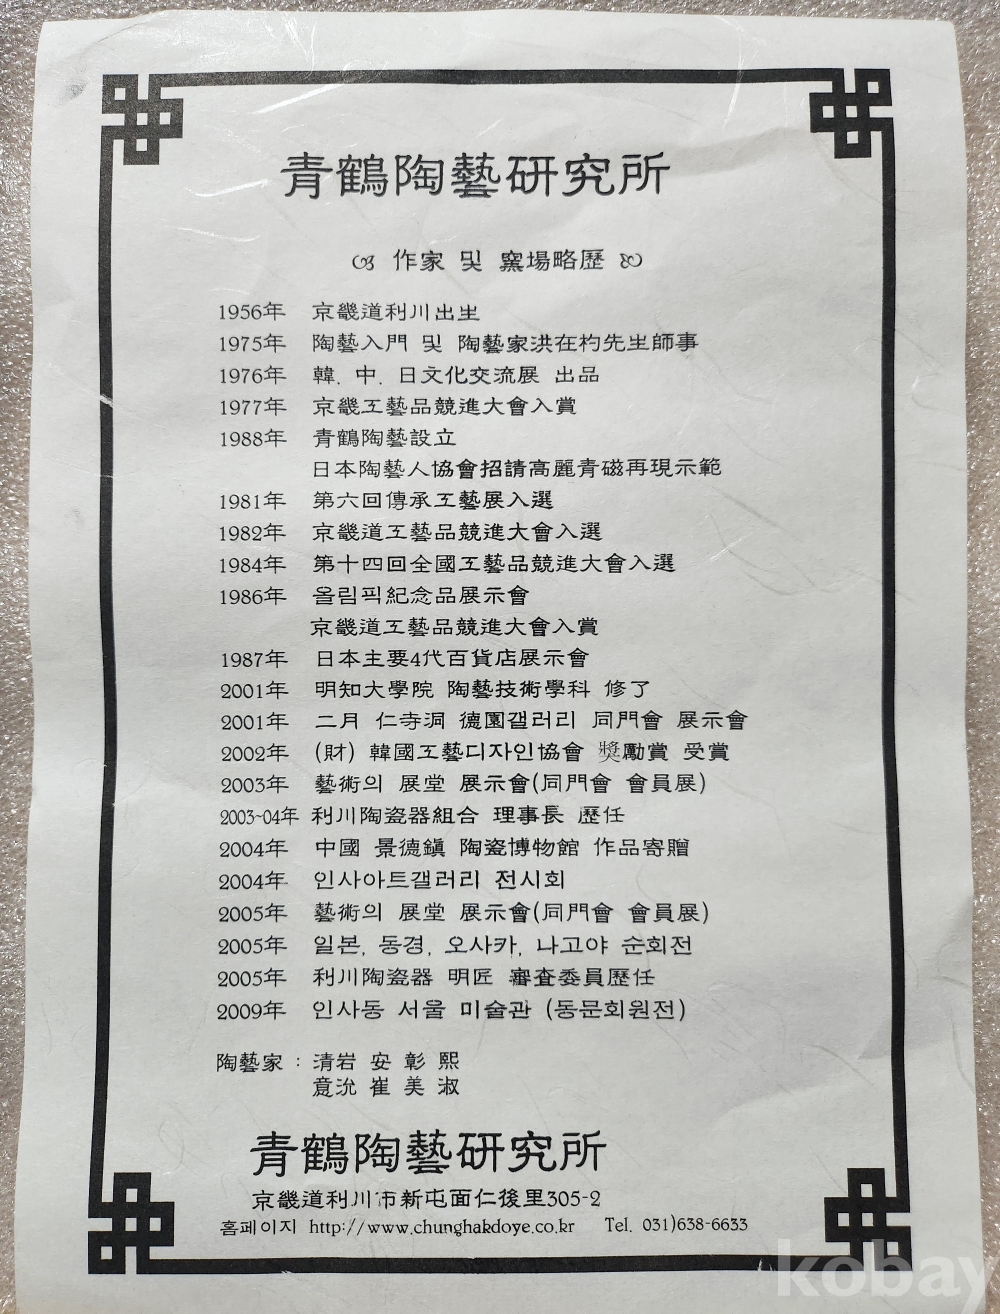 青鶴陶藝硏究所
作家 및 窯場略歷
1956年 京畿道利川出生
1975年 陶藝入門 및 陶藝家洪在杓先生師事
1976年 韓. 中. 日文化交流展 出品
1977年 京畿工藝品競進大會入賞
1988年 青鶴陶藝設立
日本陶藝人協會招請高麗青磁再現示範
1981年 第六回傳承工藝展入選
1982年 京畿道工藝品競進大會入選
1984年 第十四回全國工藝品競進大會入選
1986年 올림픽紀念品展示會
京畿道工藝品競進大會入賞
1987年 日本主要4代百貨店展示會
2001年 明知大學院 陶藝技術學科 修了
2001年 二月 仁寺洞 德園갤러리 同門會 展示會
2002年 (財) 韓國工藝디자인協會 獎勵賞 受賞
2003年 藝術의 展堂 展示會(同門會 會員展)
2003~04年 利川陶瓷器組合 理事長 歷任
2004年 中國 景德鎭 陶瓷博物館 作品寄贈
2004年 인사아트갤러리 전시회
2005年 藝術의 展堂 展示會(同門會 會員展)
2005年 일본, 동경, 오사카, 나고야 순회전
2005年 利川陶瓷器 明匠 審査委員歷任
2009年 인사동 서울 미술관 (동문회원전)
陶藝家 : 清岩 安 彰 熙
意沇 崔 美 淑
青鶴陶藝硏究所
京畿道利川市新屯面仁後里305-2
홈페이지 http://www.chunghakdoye.co.kr Tel. 031)638-6633
kobay